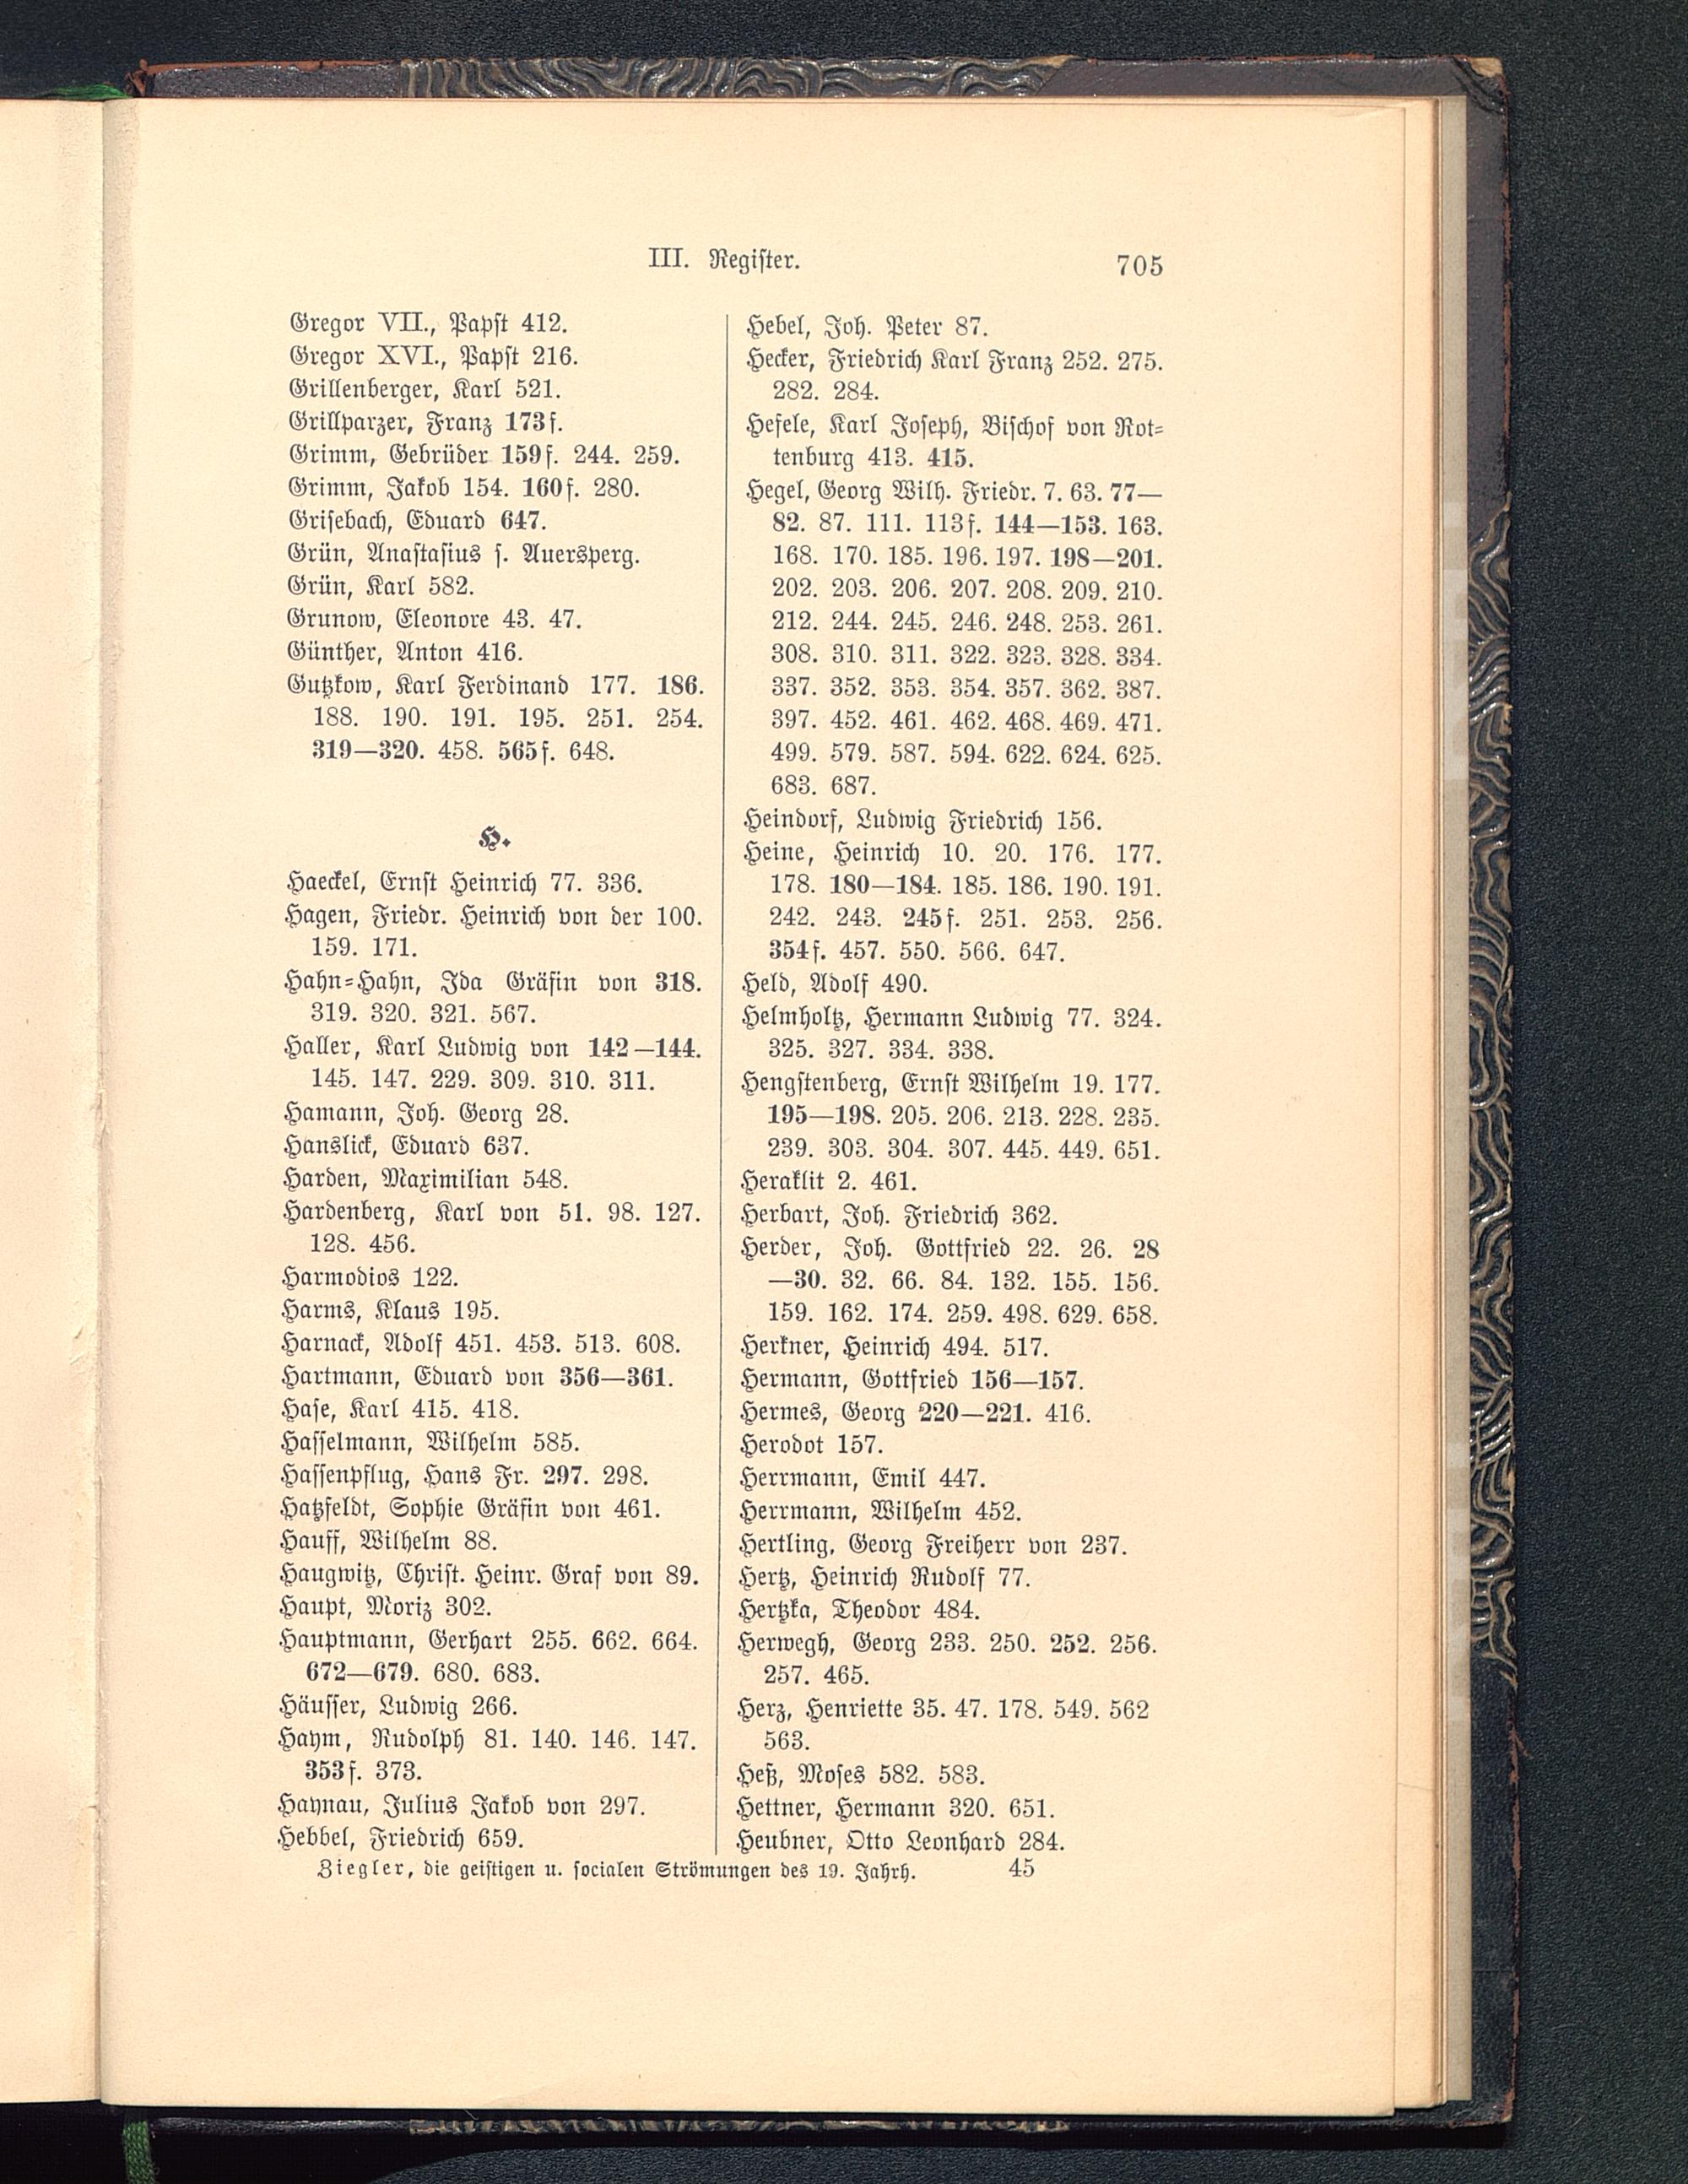 III. Register.
705
Gregor VII., Papſt 412.
Gregor XVI., Papſt 216.
Grillenberger, Karl 521.
Grillparzer, Franz 173f.
Grimm, Gebrüder 159f. 244. 259.
Grimm, Jakob 154. 160f. 280.
Griſebach, Eduard 647.
Grün, Anaſtaſius ſ. Auersperg.
Grün, Karl 582.
Grunow, Eleonore 43. 47.
Günther, Anton 416.
Gutzkow, Karl Ferdinand 177. 186.
188. 190. 191. 195. 251. 254.
319—320. 458. 565f. 648.
H.
Haeckel, Ernſt Heinrich 77. 336.
Hagen, Friedr. Heinrich von der 100.
159. 171.
Hahn=Hahn, Ida Gräfin von 318.
319. 320. 321. 567.
Haller, Karl Ludwig von 142—144.
145. 147. 229. 309. 310. 311.
Hamann, Joh. Georg 28.
Hanslick, Eduard 637.
Harden, Maximilian 548.
Hardenberg, Karl von 51. 98. 127.
128. 456.
Harmodios 122.
Harms, Klaus 195.
Harnack, Adolf 451. 453. 513. 608.
Hartmann, Eduard von 356—361.
Haſe, Karl 415. 418.
Haſſelmann, Wilhelm 585.
Haſſenpflug, Hans Fr. 297. 298.
Hatzfeldt, Sophie Gräfin von 461.
Hauff, Wilhelm 88.
Haugwitz, Chriſt. Heinr. Graf von 89.
Haupt, Moriz 302.
Hauptmann, Gerhart 255. 662. 664.
672—679. 680. 683.
Häuſſer, Ludwig 266.
Haym, Rudolph 81. 140. 146. 147.
353f. 373.
Haynau, Julius Jakob von 297.
Hebbel, Friedrich 659.
Hebel, Joh. Peter 87.
Hecker, Friedrich Karl Franz 252. 275.
282. 284.
Hefele, Karl Joſeph, Biſchof von Rot=
tenburg 413. 415.
Hegel, Georg Wilh. Friedr. 7. 63. 77—
82. 87. 111. 113f. 144—153. 163.
168. 170. 185. 196. 197. 198—201.
202. 203. 206. 207. 208. 209. 210.
212. 244. 245. 246. 248. 253. 261.
308. 310. 311. 322. 323. 328. 334.
337. 352. 353. 354. 357. 362. 387.
397. 452. 461. 462. 468. 469. 471.
499. 579. 587. 594. 622. 624. 625.
683. 687.
Heindorf, Ludwig Friedrich 156.
Heine, Heinrich 10. 20. 176. 177.
178. 180—184. 185. 186. 190. 191.
242. 243. 245f. 251. 253. 256.
354f. 457. 550. 566. 647.
Held, Adolf 490.
Helmholtz, Hermann Ludwig 77. 324.
325. 327. 334. 338.
Hengſtenberg, Ernſt Wilhelm 19. 177.
195—198. 205. 206. 213. 228. 235.
239. 303. 304. 307. 445. 449. 651.
Heraklit 2. 461.
Herbart, Joh. Friedrich 362.
Herder, Joh. Gottfried 22. 26. 28
—30. 32. 66. 84. 132. 155. 156.
159. 162. 174. 259. 498. 629. 658.
Herkner, Heinrich 494. 517.
Hermann, Gottfried 156—157.
Hermes, Georg 220—221. 416.
Herodot 157.
Herrmann, Emil 447.
Herrmann, Wilhelm 452.
Hertling, Georg Freiherr von 237.
Hertz, Heinrich Rudolf 77.
Hertzka, Theodor 484.
Herwegh, Georg 233. 250. 252. 256.
257. 465.
Herz, Henriette 35. 47. 178. 549. 562
563.
Heß, Moſes 582. 583.
Hettner, Hermann 320. 651.
Heubner, Otto Leonhard 284.
Ziegler, die geiſtigen u. ſocialen Strömungen des 19. Jahrh.
45